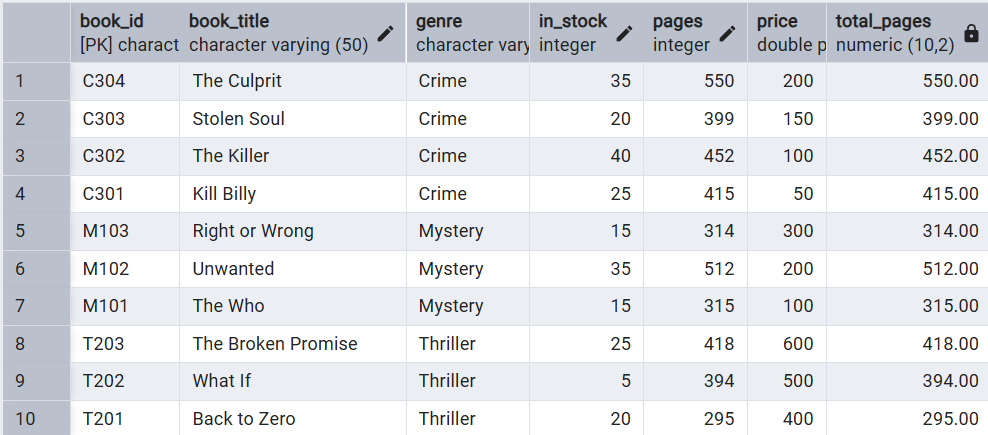 book_id book_title genre in_stock pages price total_pages
[PK] charact character varying (50) character vary integer integer double p numeric (10,2)
1 C304 The Culprit Crime 35 550 200 550.00
2 C303 Stolen Soul Crime 20 399 150 399.00
3 C302 The Killer Crime 40 452 100 452.00
4 C301 Kill Billy Crime 25 415 50 415.00
5 M103 Right or Wrong Mystery 15 314 300 314.00
6 M102 Unwanted Mystery 35 512 200 512.00
7 M101 The Who Mystery 15 315 100 315.00
8 T203 The Broken Promise Thriller 25 418 600 418.00
9 T202 What If Thriller 5 394 500 394.00
10 T201 Back to Zero Thriller 20 295 400 295.00